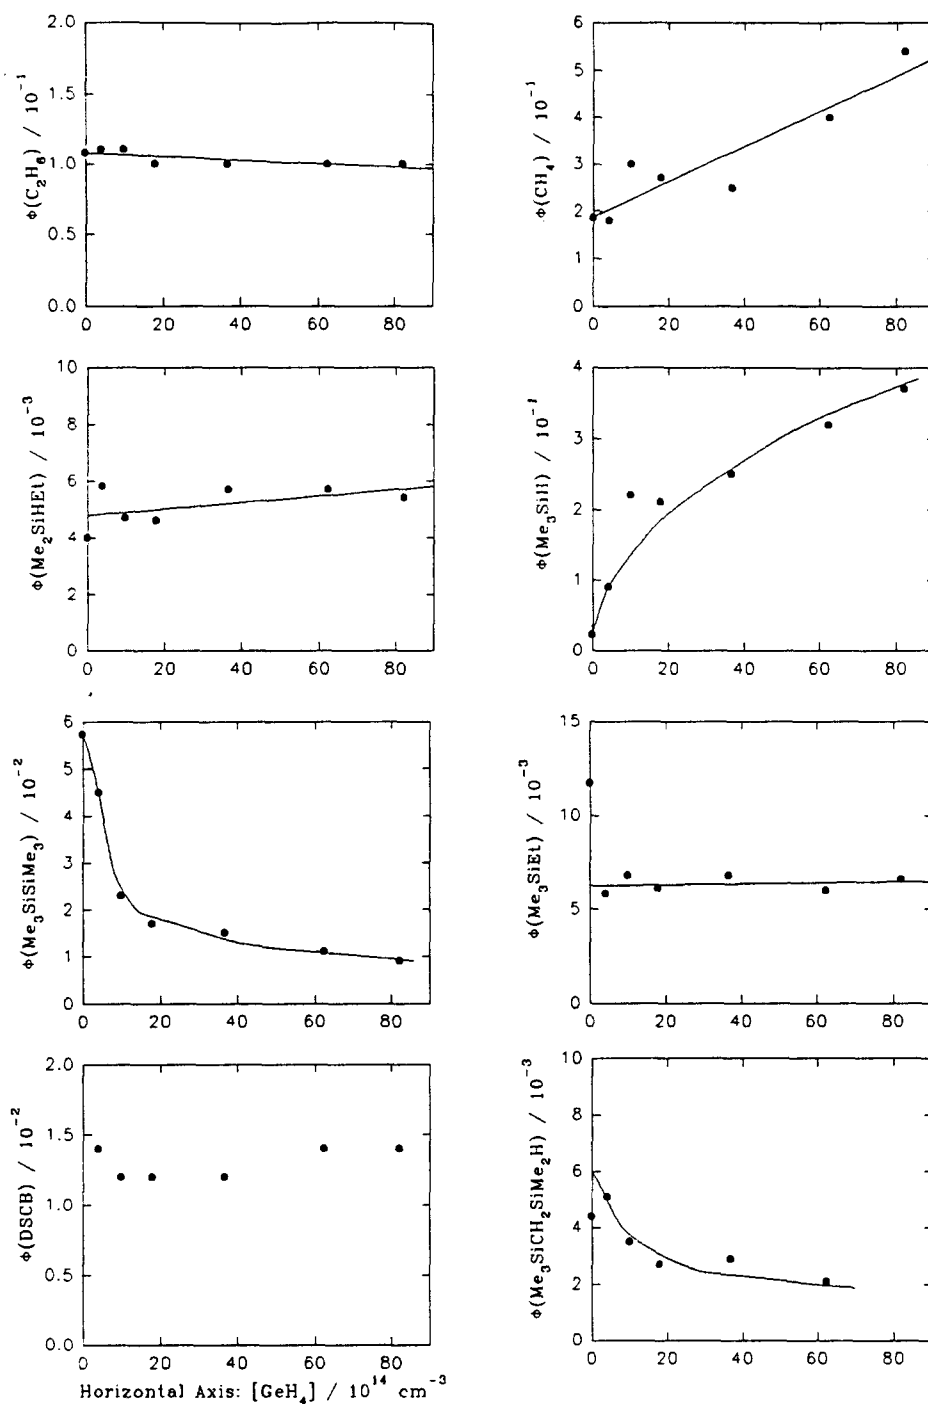 Φ(C₂H₆) / 10⁻¹
2.0
1.5
1.0
0.5
0.0
0 20 40 60 80
Φ(CH₄) / 10⁻¹
6
5
4
3
2
1
0
0 20 40 60 80
Φ(Me₂SiHEt) / 10⁻³
10
8
6
4
2
0
0 20 40 60 80
Φ(Me₃SiH) / 10⁻¹
4
3
2
1
0
0 20 40 60 80
Φ(Me₃SiSiMe₃) / 10⁻²
6
5
4
3
2
1
0
0 20 40 60 80
Φ(Me₃SiEt) / 10⁻³
15
10
5
0
0 20 40 60 80
Φ(DSCB) / 10⁻²
2.0
1.5
1.0
0.5
0.0
0 20 40 60 80
Φ(Me₃SiCH₂SiMe₂H) / 10⁻³
10
8
6
4
2
0
0 20 40 60 80
Horizontal Axis: [GeH₄] / 10¹⁴ cm⁻³